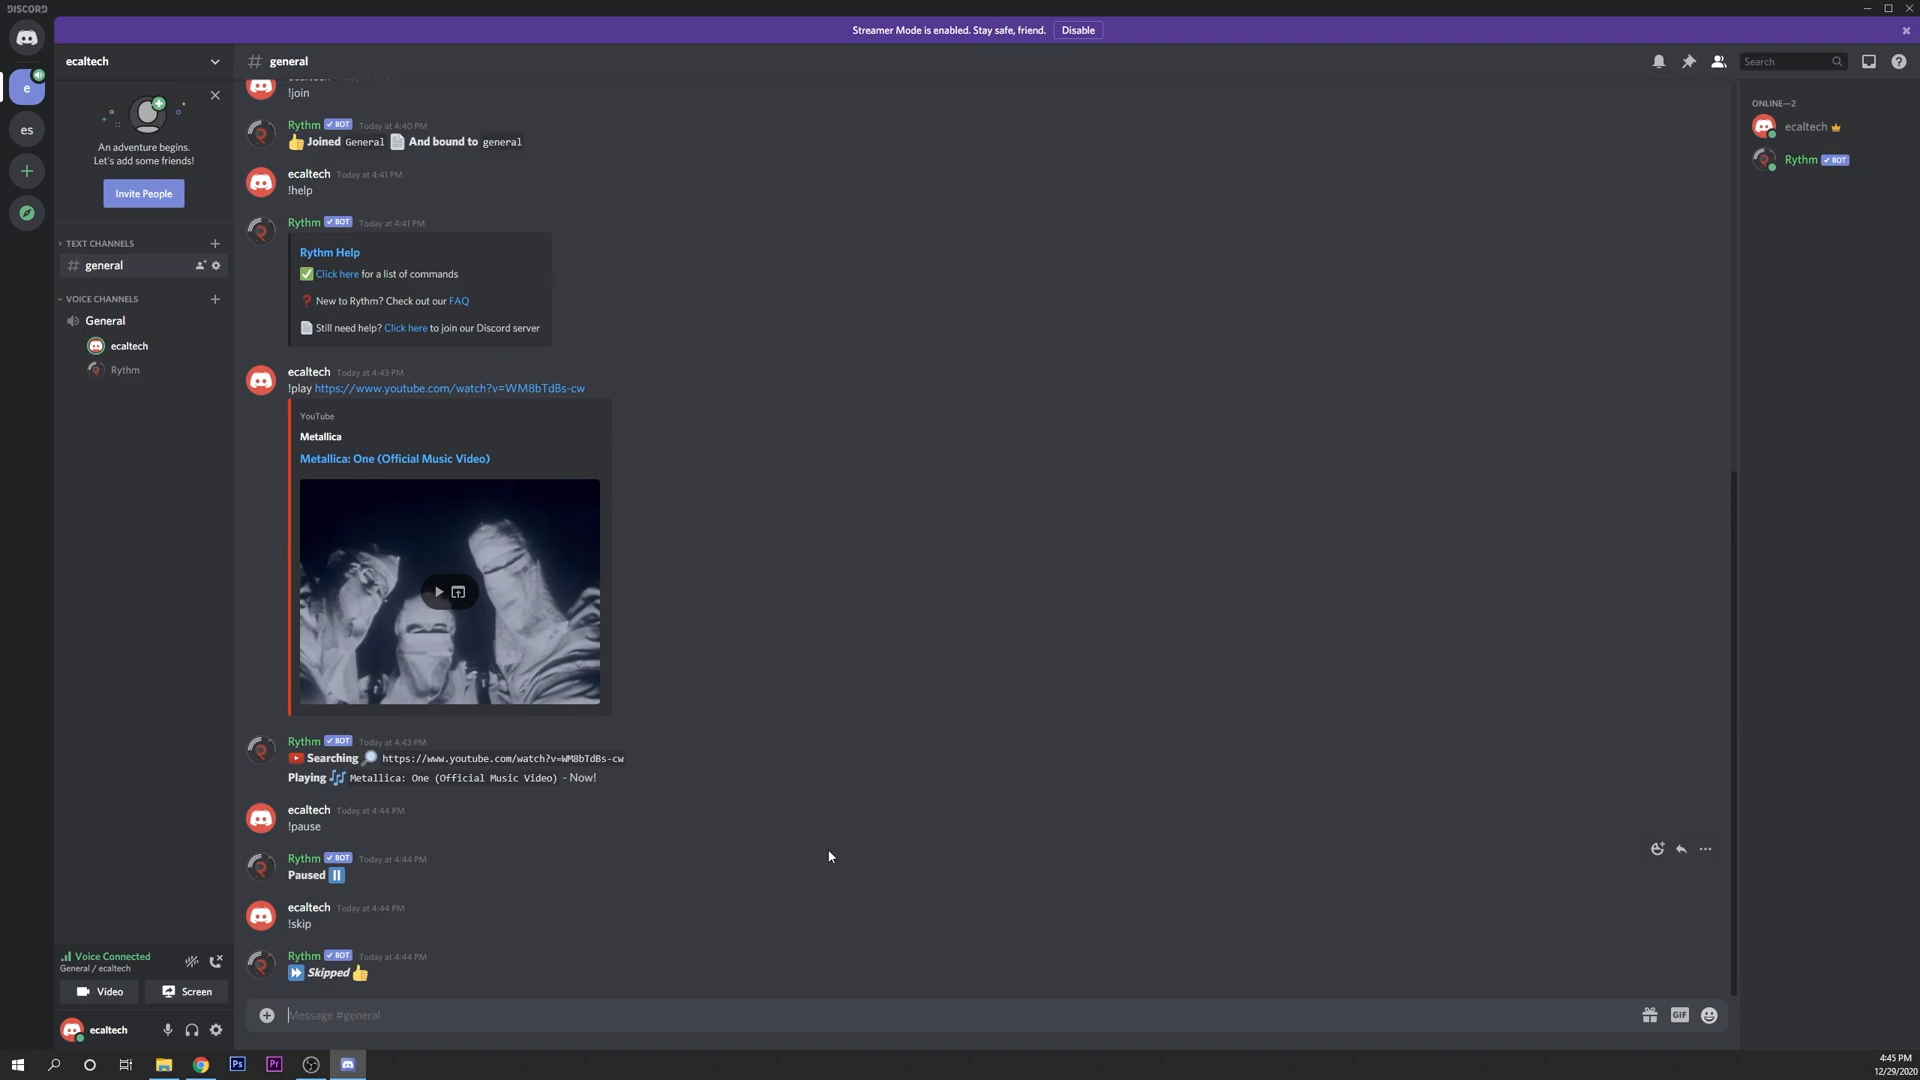 DISCORD
Streamer Mode is enabled. Stay safe, friend. Disable
ecaltech
# general
Search
e
es
An adventure begins.
Let's add some friends!
Invite People
TEXT CHANNELS
# general
VOICE CHANNELS
General
ecaltech
Rythm
Voice Connected
General / ecaltech
Video Screen
ecaltech
!join
Rythm BOT Today at 4:40 PM
Joined General And bound to general
ecaltech Today at 4:41 PM
!help
Rythm BOT Today at 4:41 PM
Rythm Help
Click here for a list of commands
New to Rythm? Check out our FAQ
Still need help? Click here to join our Discord server
ecaltech Today at 4:43 PM
!play https://www.youtube.com/watch?v=WM8bTdBs-cw
YouTube
Metallica
Metallica: One (Official Music Video)
Rythm BOT Today at 4:43 PM
Searching https://www.youtube.com/watch?v=WM8bTdBs-cw
Playing Metallica: One (Official Music Video) - Now!
ecaltech Today at 4:44 PM
!pause
Rythm BOT Today at 4:44 PM
Paused
ecaltech Today at 4:44 PM
!skip
Rythm BOT Today at 4:44 PM
Skipped
Message #general
GIF
ONLINE—2
ecaltech
Rythm BOT
Ps
Pr
4:45 PM
12/29/2020